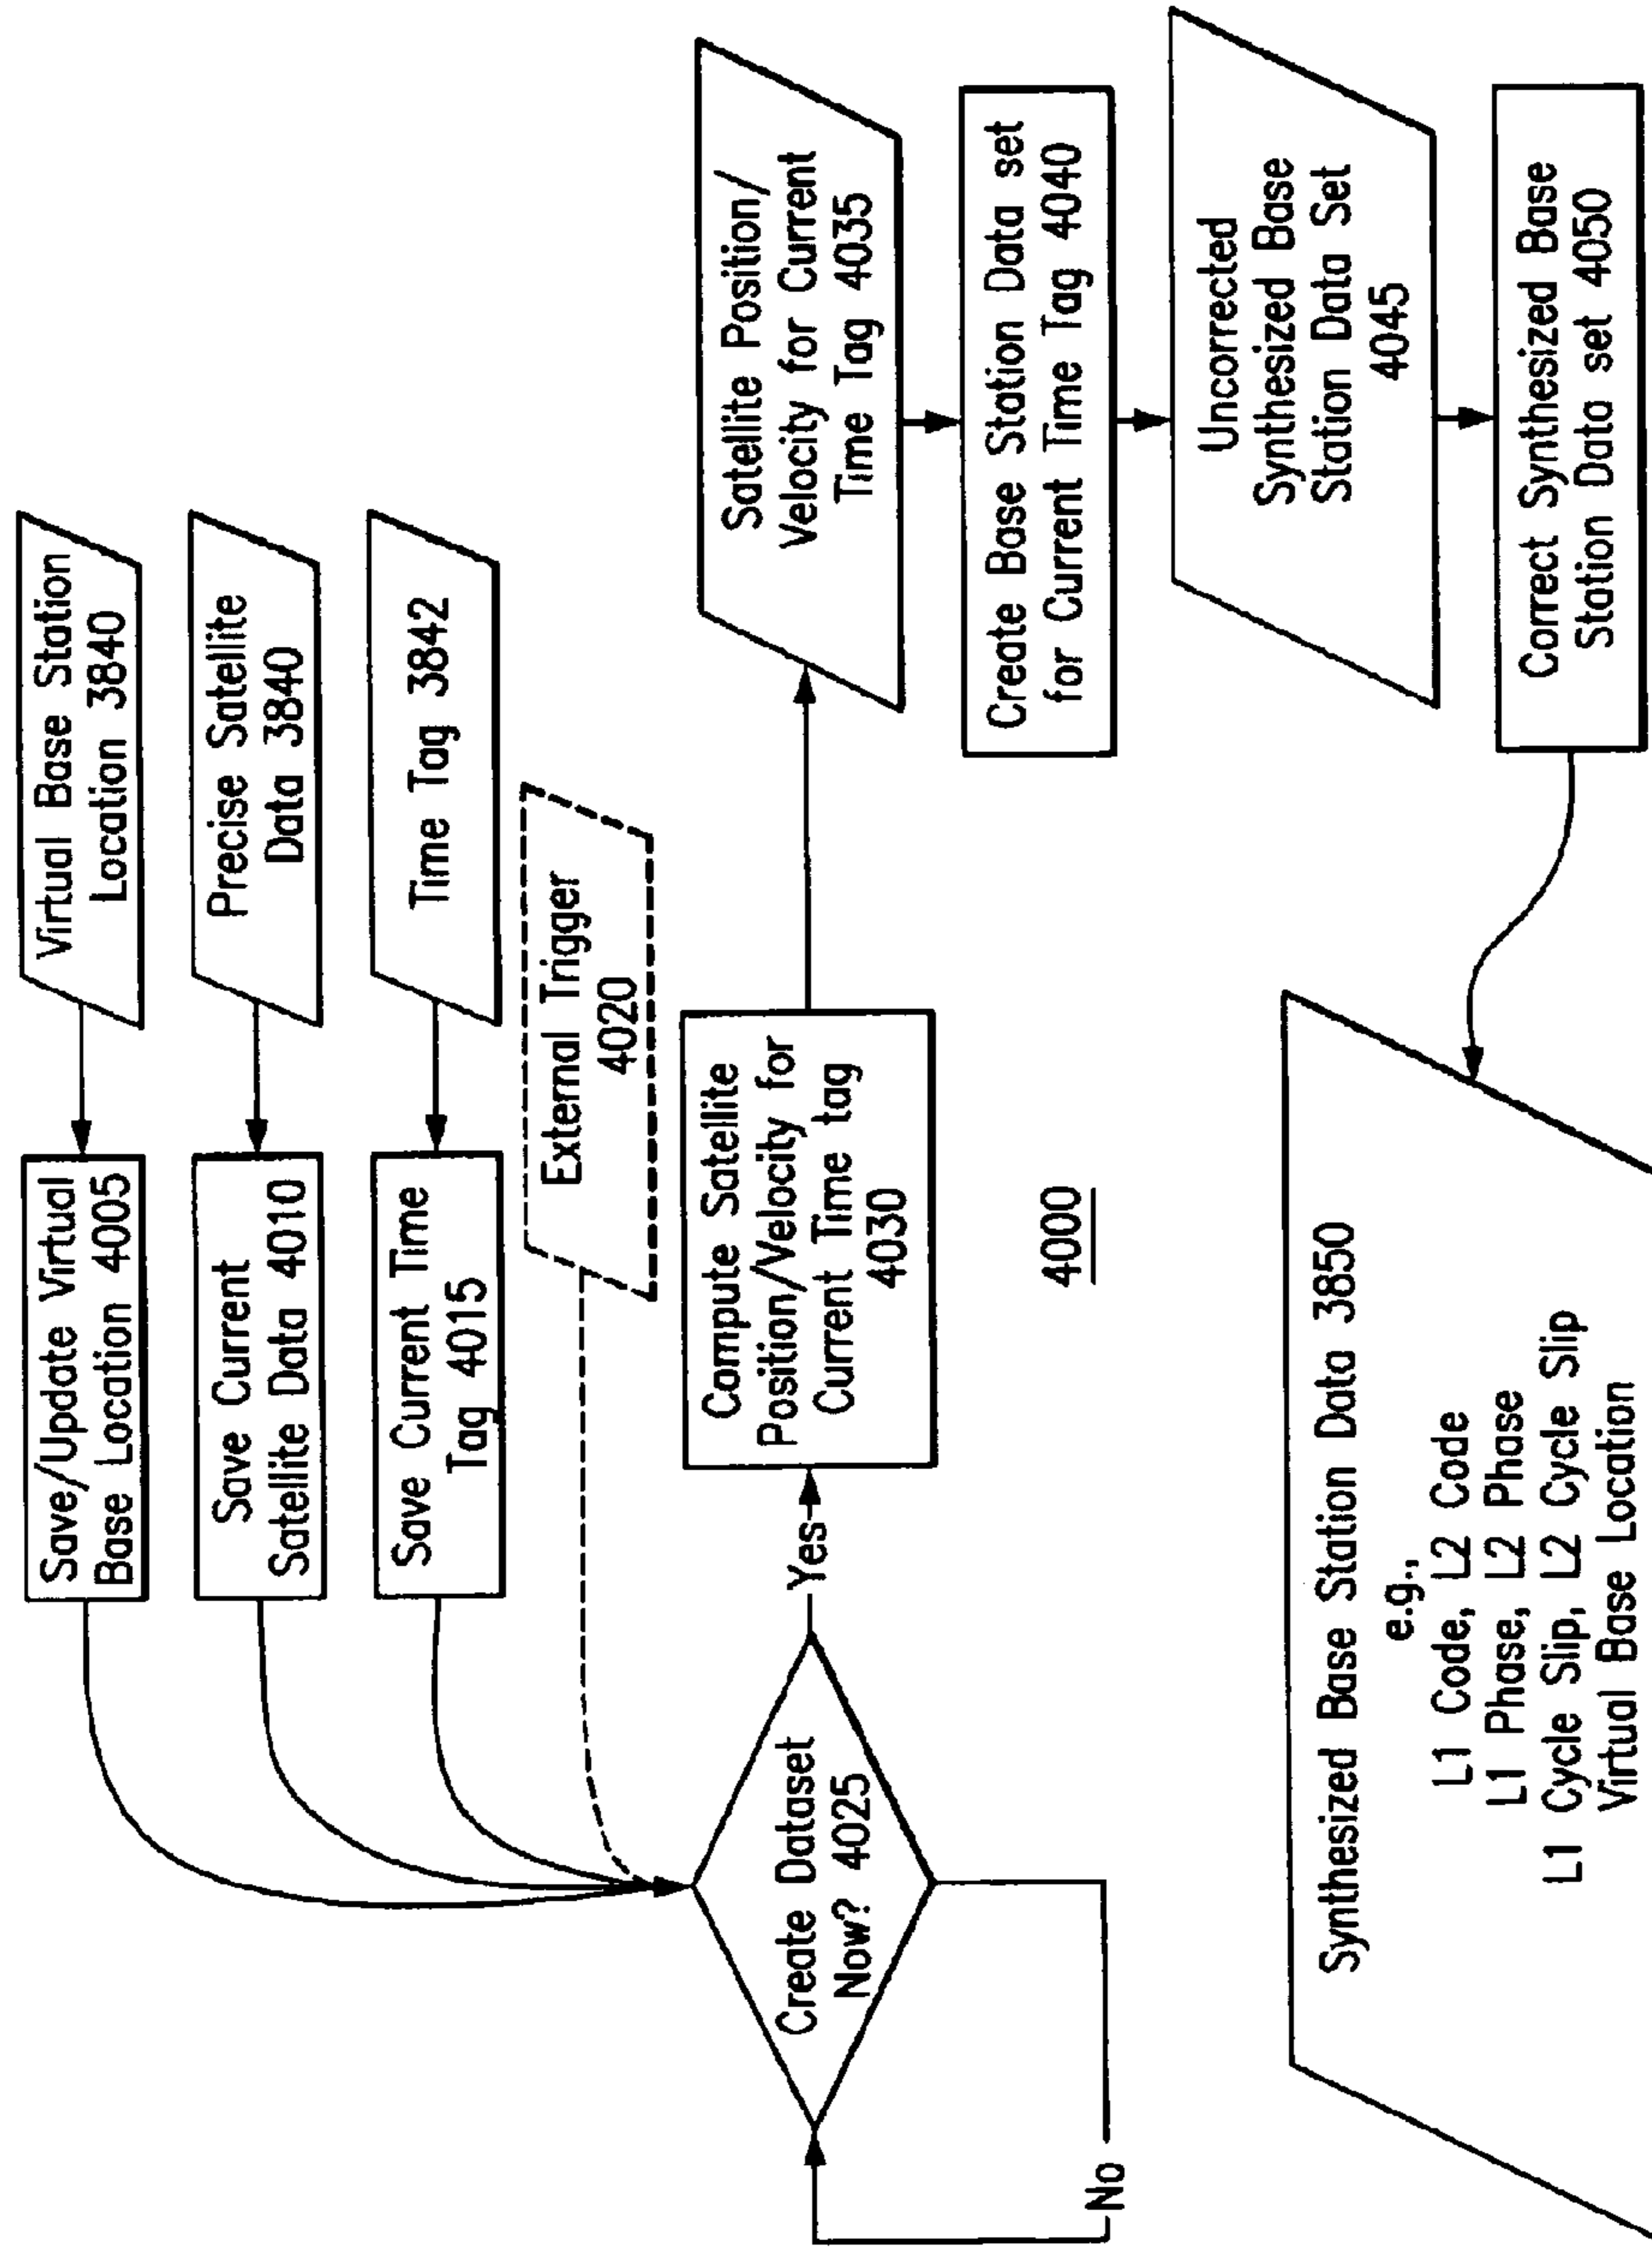 Save/Update Virtual
Base Location 4005
Virtual Base Station
Location 3840
Save Current
Satellite Data 4010
Precise Satellite
Data 3840
Save Current Time
Tag 4015
Time Tag 3842
External Trigger
4020
Create Dataset
Now? 4025
Yes
No
Compute Satellite
Position/Velocity for
Current Time tag
4030
Satellite Position/
Velocity for Current
Time Tag 4035
Create Base Station Data set
for Current Time Tag 4040
Uncorrected
Synthesized Base
Station Data Set
4045
Correct Synthesized Base
Station Data set 4050
4000
Synthesized Base Station Data 3850
e.g.,
L1 Code, L2 Code
L1 Phase, L2 Phase
L1 Cycle Slip, L2 Cycle Slip
Virtual Base Location